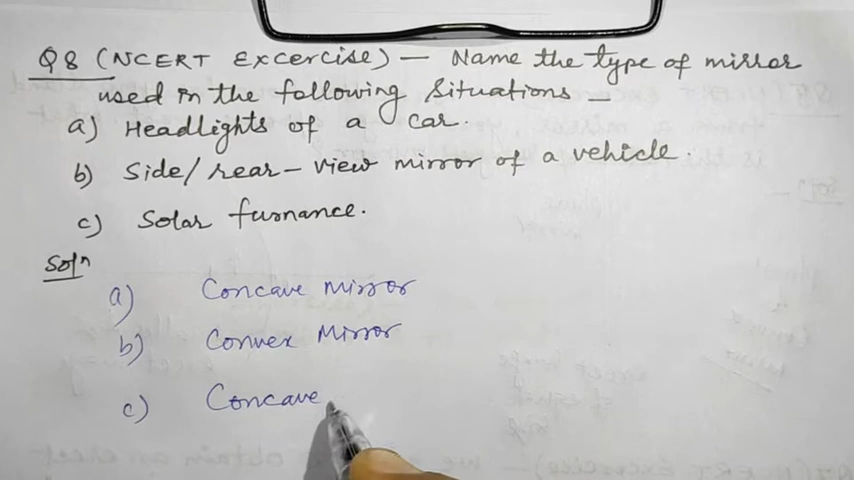 Q8 (NCERT Excercise) — Name the type of mirror
used in the following situations —
a) Headlights of a car.
b) Side/rear-view mirror of a vehicle.
c) Solar furnance.
Solⁿ
a) Concave Mirror
b) Convex Mirror
c) Concave